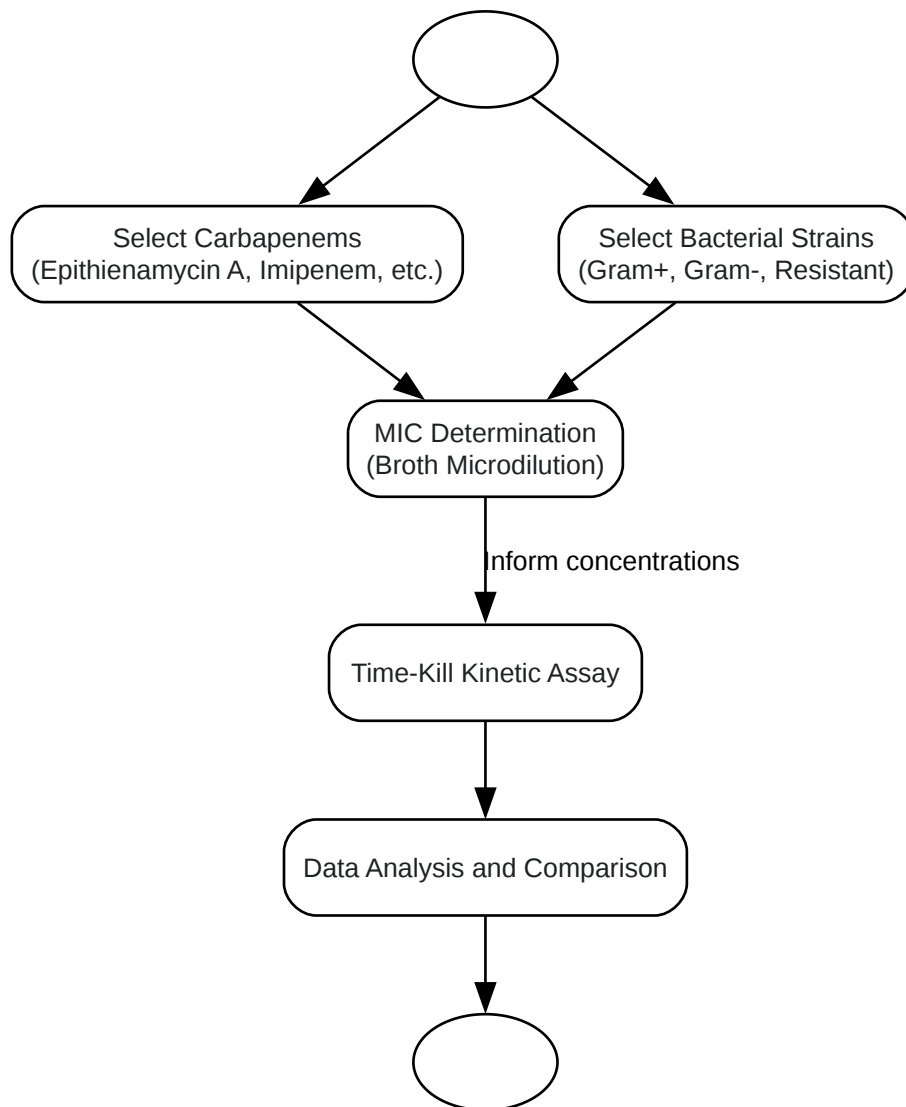 Select Carbapenems
(Epithienamycin A, Imipenem, etc.)
Select Bacterial Strains
(Gram+, Gram-, Resistant)
MIC Determination
(Broth Microdilution)
Inform concentrations
Time-Kill Kinetic Assay
Data Analysis and Comparison